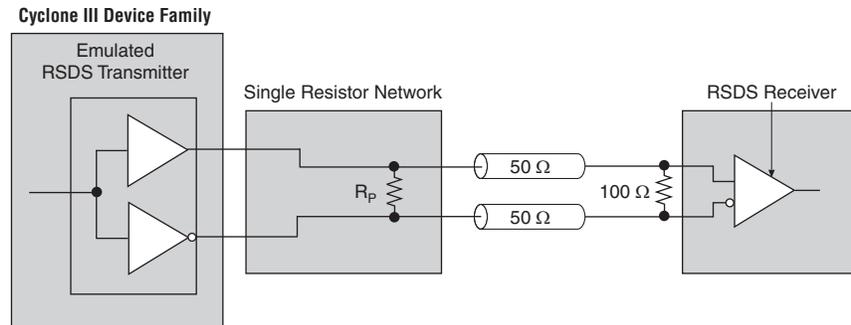 Cyclone III Device Family
Emulated
RSDS Transmitter
Single Resistor Network
RSDS Receiver
50 Ω
R_P
100 Ω
50 Ω